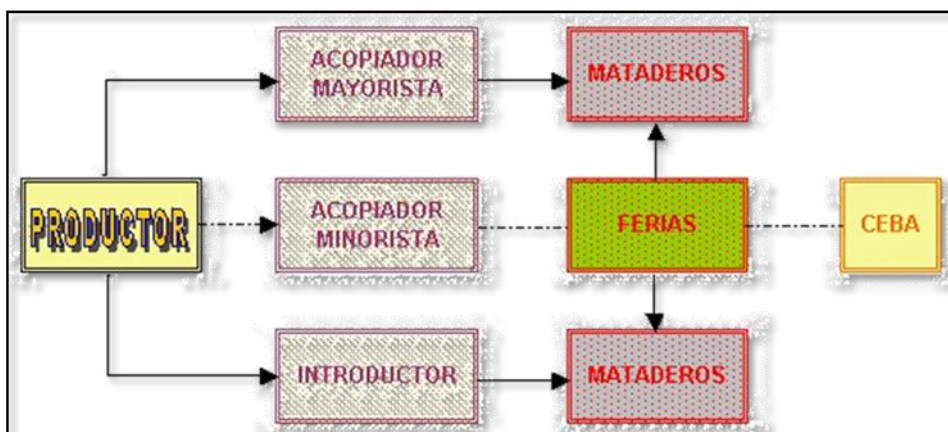 ACOPIADOR
MAYORISTA
MATADEROS
PRODUCTOR
ACOPIADOR
MINORISTA
FERIAS
CEBA
INTRODUCTOR
MATADEROS